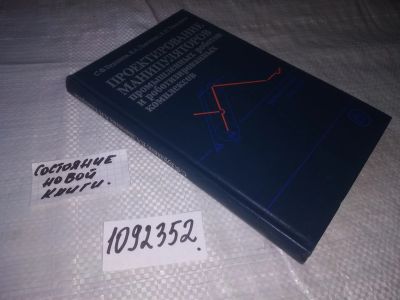 ПРОЕКТИРОВАНИЕ
МАНИПУЛЯТОРОВ
промышленных роботов
и роботизированных
комплексов
СОСТОЯНИЕ
НОВОЙ
КНИГИ.
1092352.